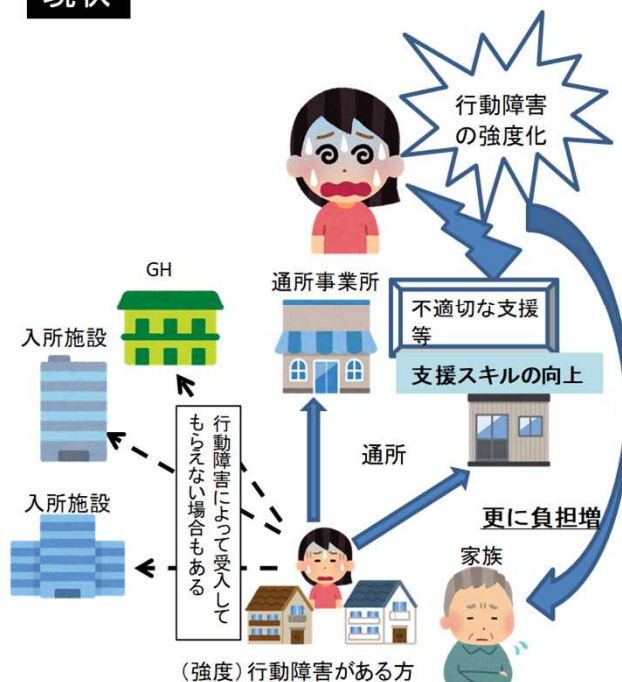 現状
行動障害
の強度化
GH
通所事業所
不適切な支援
等
入所施設
支援スキルの向上
行動障害によって受入して
もらえない場合もある
通所
入所施設
更に負担増
家族
（強度）行動障害がある方